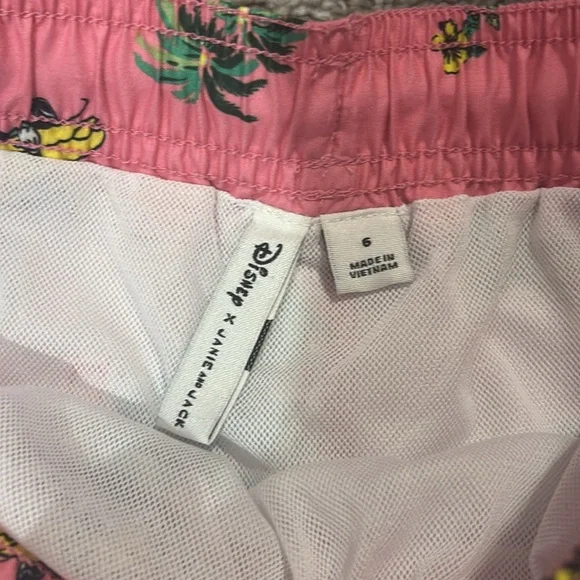 Disney X JANIE AND JACK
6
MADE IN
VIETNAM